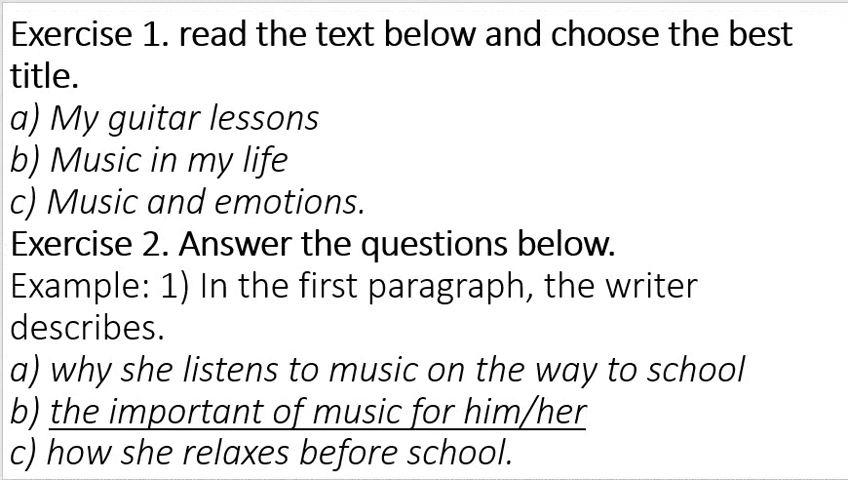 Exercise 1. read the text below and choose the best
title.
a) My guitar lessons
b) Music in my life
c) Music and emotions.
Exercise 2. Answer the questions below.
Example: 1) In the first paragraph, the writer
describes.
a) why she listens to music on the way to school
b) the important of music for him/her
c) how she relaxes before school.